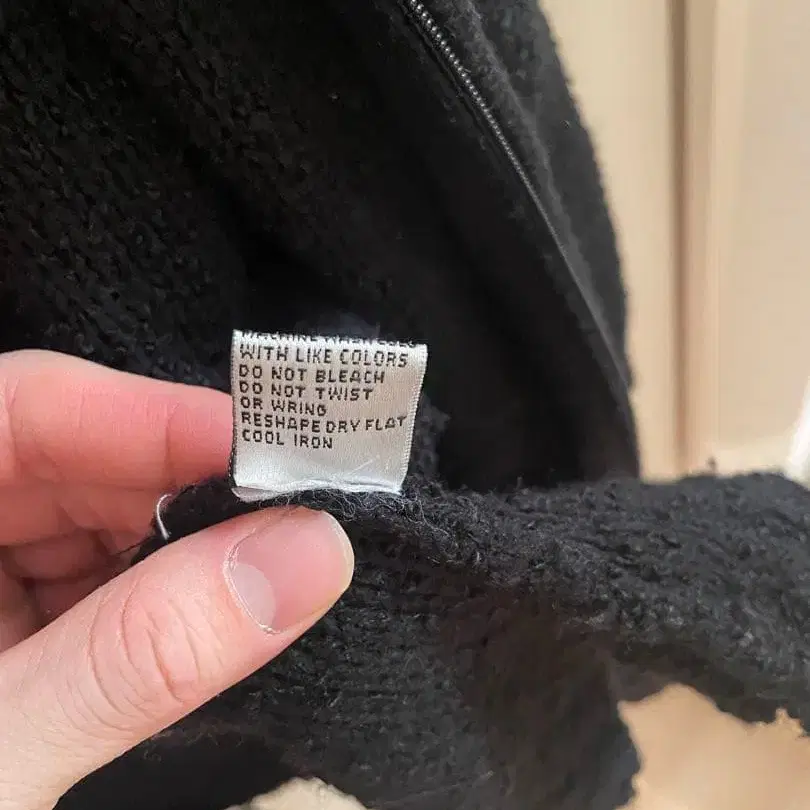 WITH LIKE COLORS
DO NOT BLEACH
DO NOT TWIST
OR WRING
RESHAPE DRY FLAT
COOL IRON